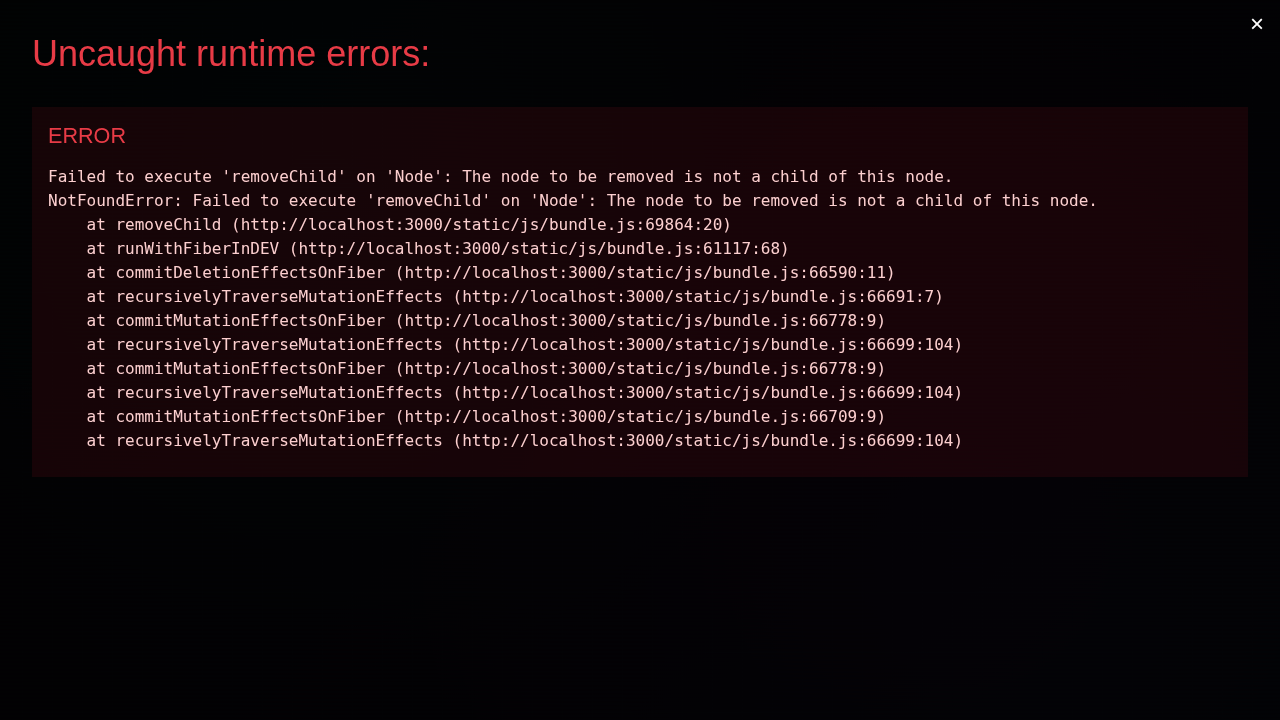 ×
Uncaught runtime errors:
ERROR
Failed to execute 'removeChild' on 'Node': The node to be removed is not a child of this node.
NotFoundError: Failed to execute 'removeChild' on 'Node': The node to be removed is not a child of this node.
    at removeChild (http://localhost:3000/static/js/bundle.js:69864:20)
    at runWithFiberInDEV (http://localhost:3000/static/js/bundle.js:61117:68)
    at commitDeletionEffectsOnFiber (http://localhost:3000/static/js/bundle.js:66590:11)
    at recursivelyTraverseMutationEffects (http://localhost:3000/static/js/bundle.js:66691:7)
    at commitMutationEffectsOnFiber (http://localhost:3000/static/js/bundle.js:66778:9)
    at recursivelyTraverseMutationEffects (http://localhost:3000/static/js/bundle.js:66699:104)
    at commitMutationEffectsOnFiber (http://localhost:3000/static/js/bundle.js:66778:9)
    at recursivelyTraverseMutationEffects (http://localhost:3000/static/js/bundle.js:66699:104)
    at commitMutationEffectsOnFiber (http://localhost:3000/static/js/bundle.js:66709:9)
    at recursivelyTraverseMutationEffects (http://localhost:3000/static/js/bundle.js:66699:104)